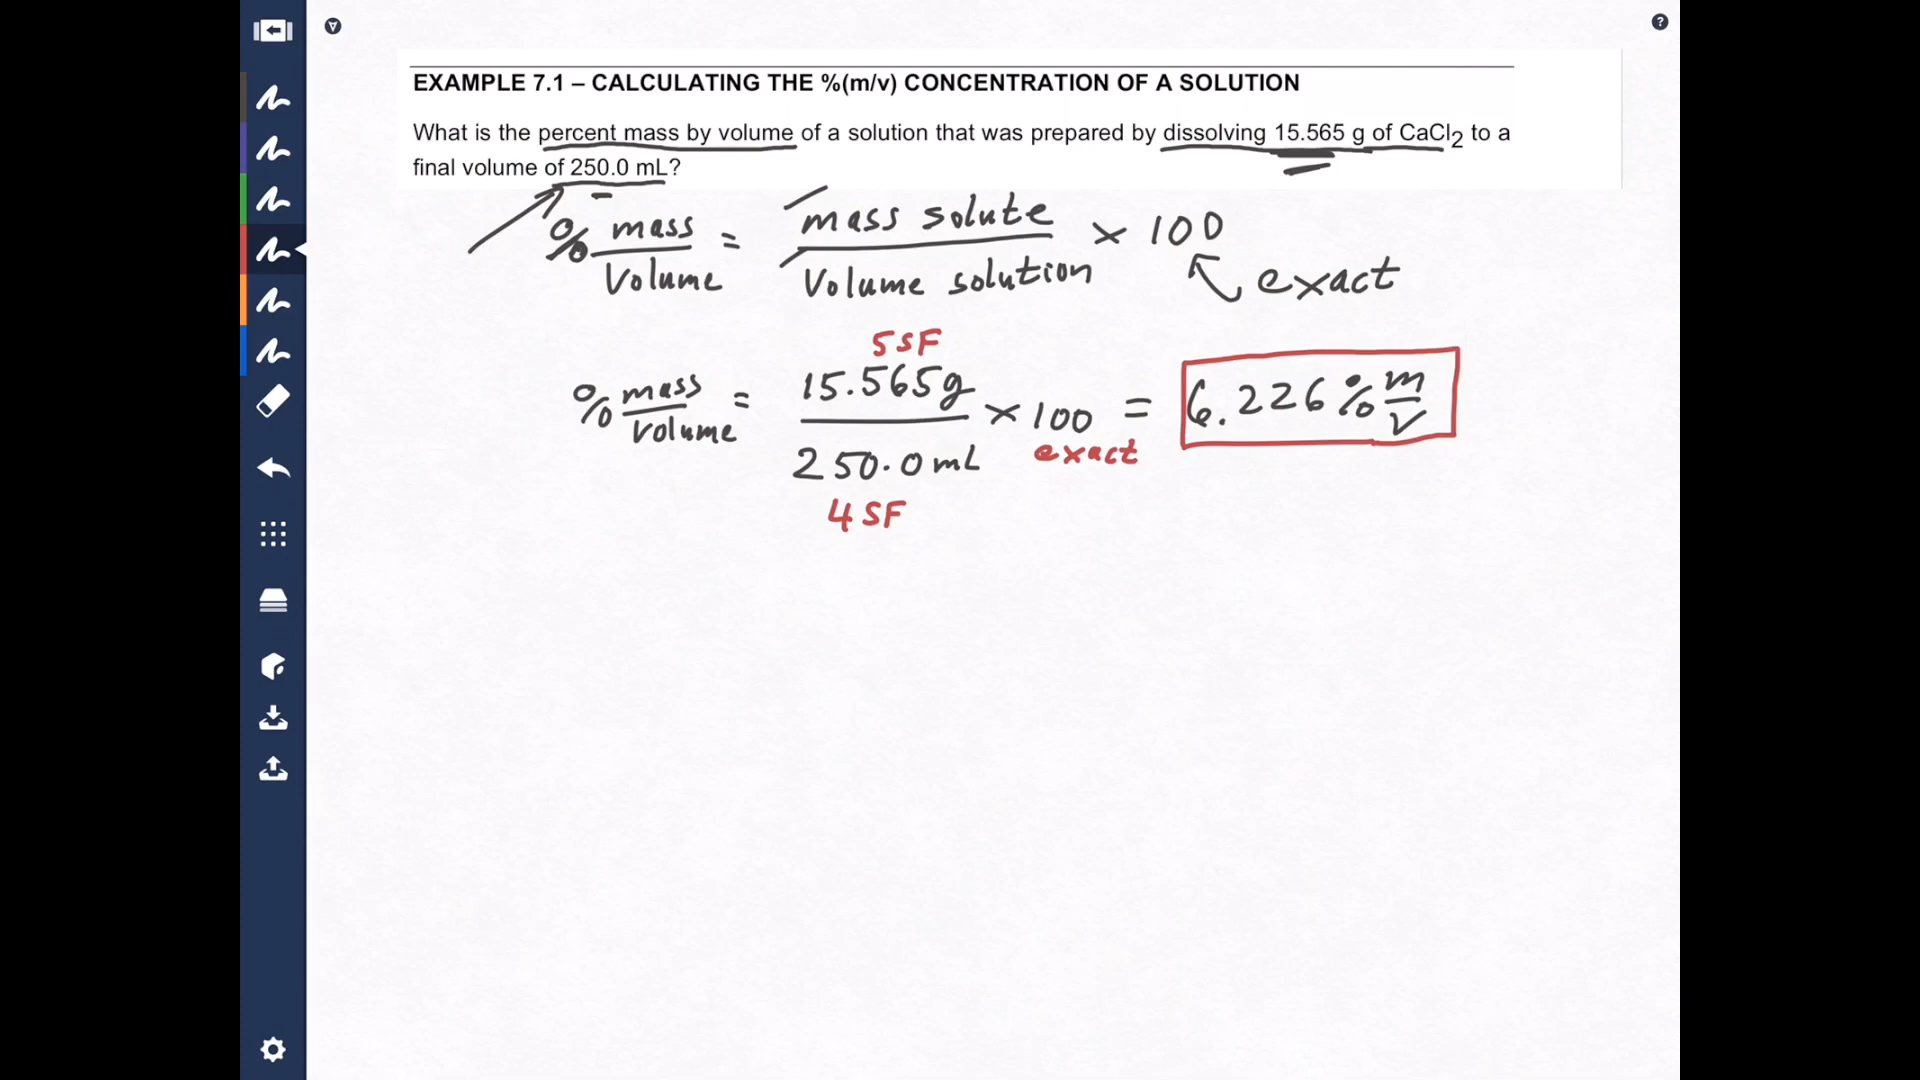 EXAMPLE 7.1 – CALCULATING THE %(m/v) CONCENTRATION OF A SOLUTION
What is the percent mass by volume of a solution that was prepared by dissolving 15.565 g of CaCl2 to a
final volume of 250.0 mL?
% mass/Volume = mass solute/Volume solution × 100
exact
5SF
% mass/volume = 15.565g/250.0mL × 100 = 6.226% m/v
exact
4SF